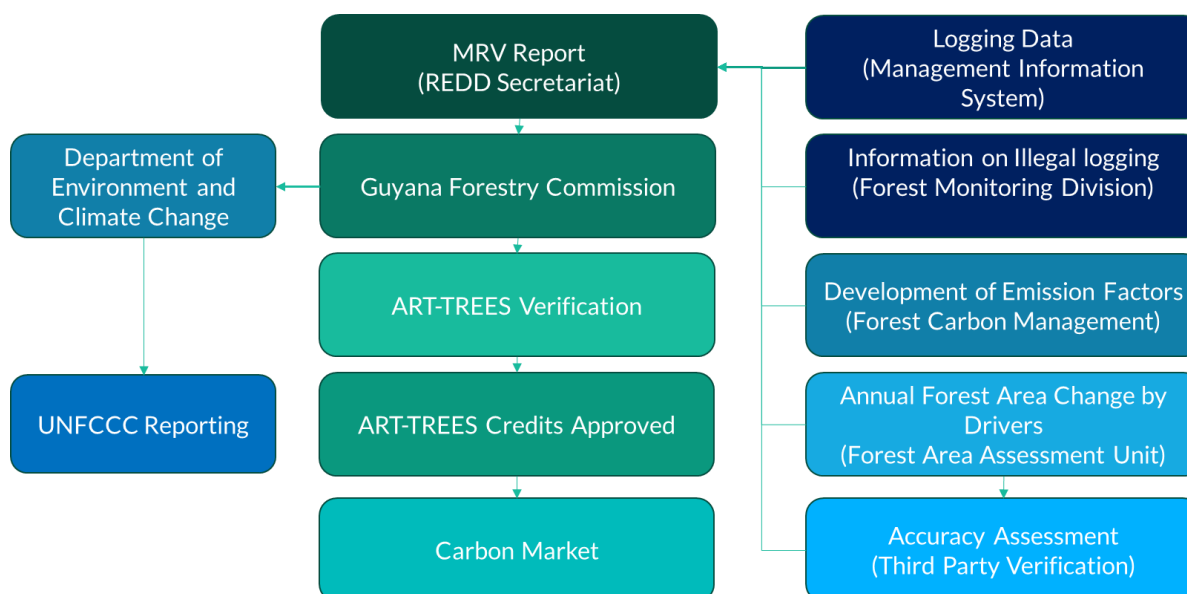 MRV Report
(REDD Secretariat)
Logging Data
(Management Information
System)
Department of
Environment and
Climate Change
Guyana Forestry Commission
Information on Illegal logging
(Forest Monitoring Division)
ART-TREES Verification
Development of Emission Factors
(Forest Carbon Management)
UNFCCC Reporting
ART-TREES Credits Approved
Annual Forest Area Change by
Drivers
(Forest Area Assessment Unit)
Carbon Market
Accuracy Assessment
(Third Party Verification)